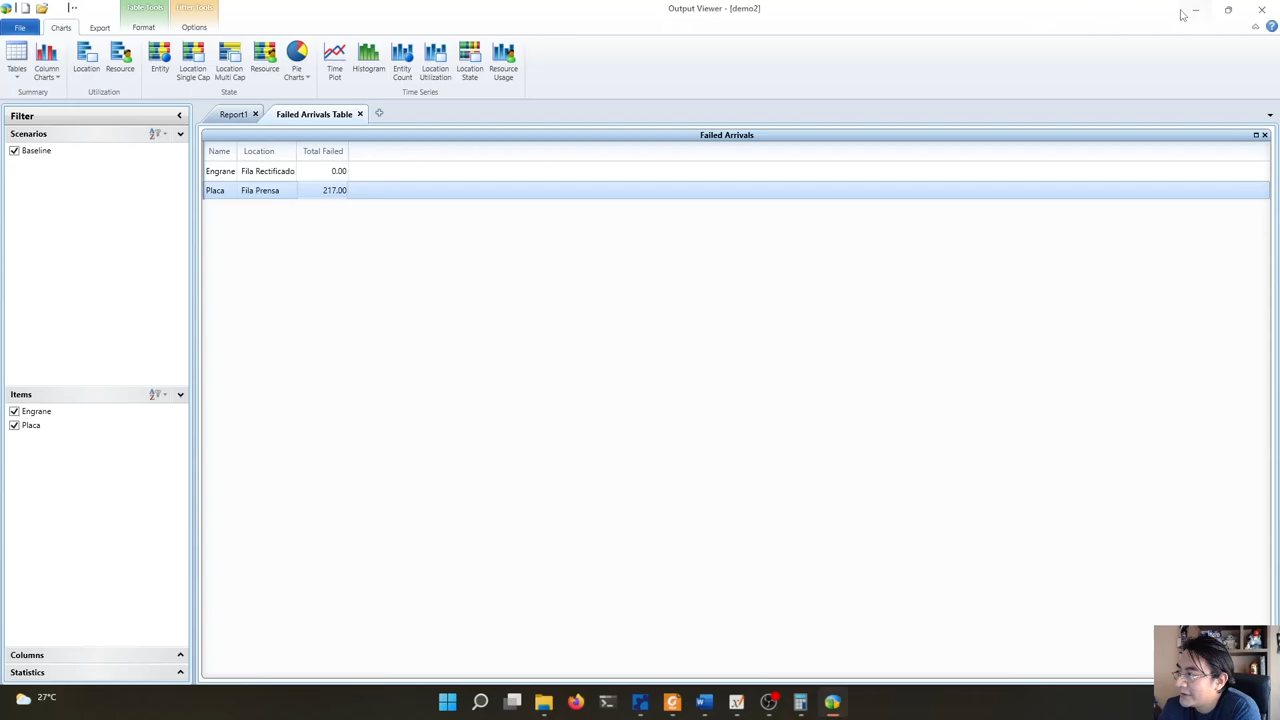 Table Tools Filter Tools
Output Viewer - [demo2]
File Charts Export Format Options
Tables Column Charts Location Resource Entity Location Single Cap Location Multi Cap Resource Pie Charts Time Plot Histogram Entity Count Location Utilization Location State Resource Usage
Summary Utilization State Time Series
Filter
Report1 Failed Arrivals Table
Scenarios
Failed Arrivals
Baseline
Name Location Total Failed
Engrane Fila Rectificado 0.00
Placa Fila Prensa 217.00
Items
Engrane
Placa
Columns
Statistics
27°C